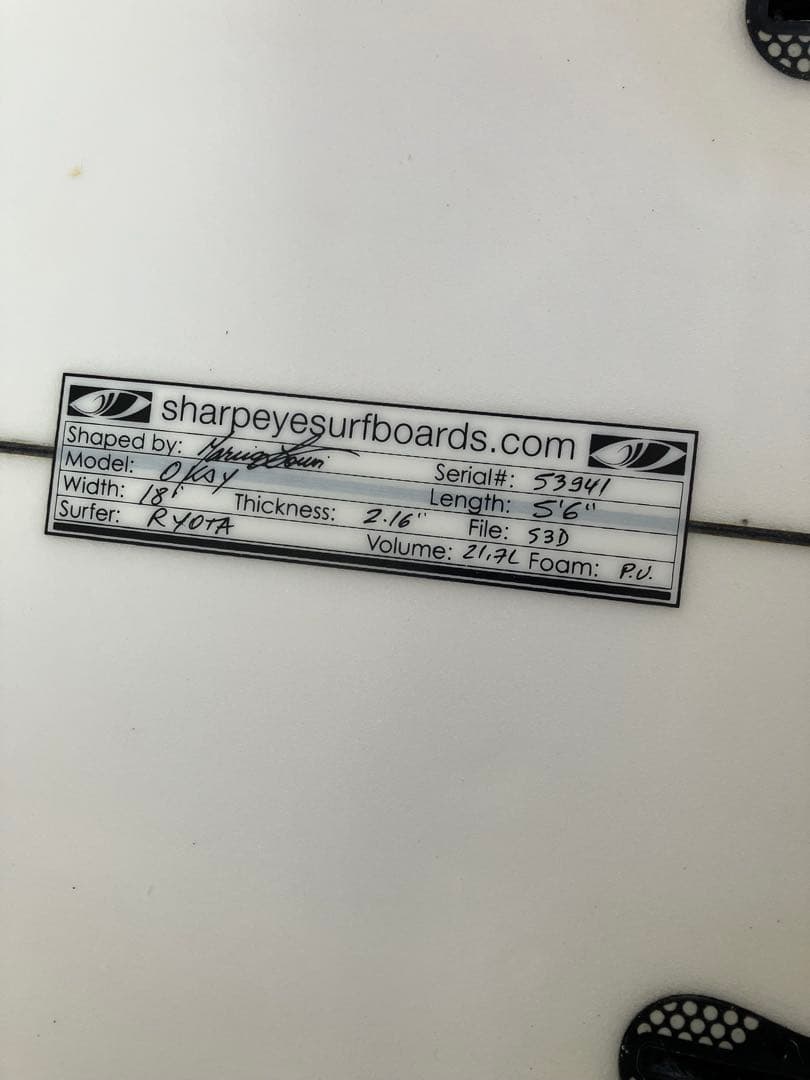 sharpeyesurfboards.com
Shaped by: Serial#: 53941
Model: OKAY Length: 5'6"
Width: 18" Thickness: 2.16" File: S3D
Surfer: RYOTA Volume: 21.7L Foam: P.U.